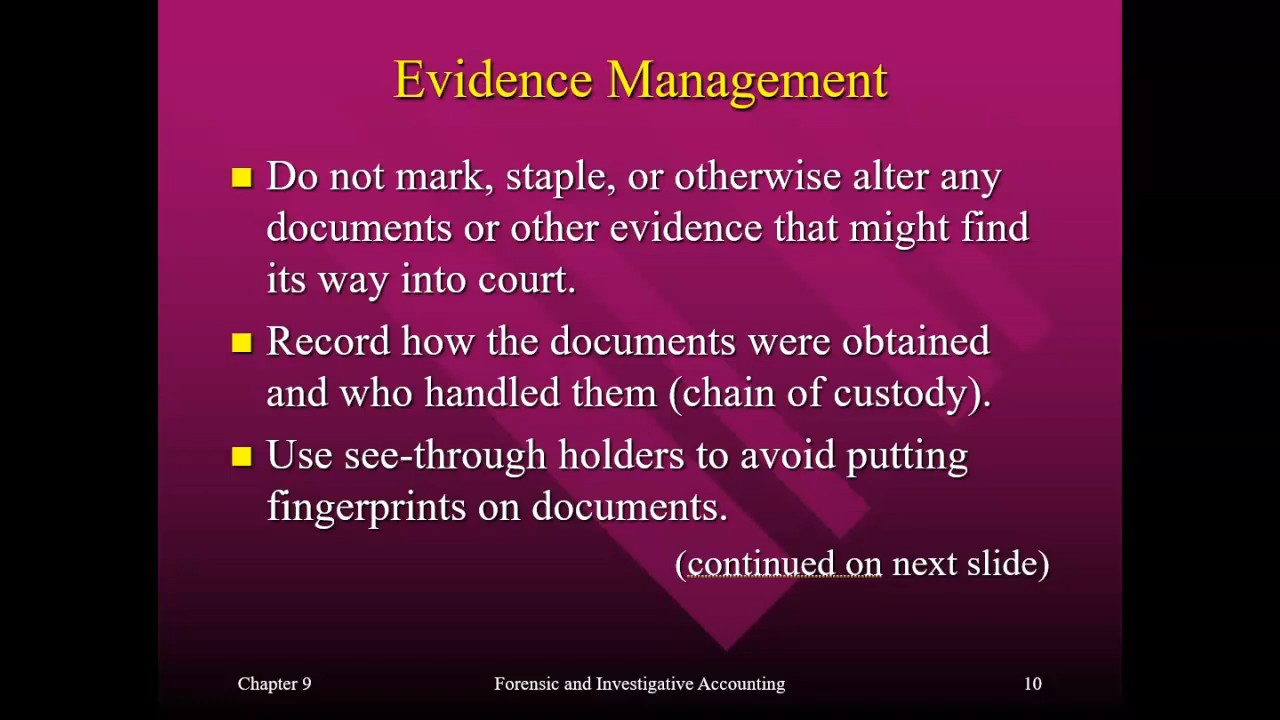 Evidence Management
Do not mark, staple, or otherwise alter any
documents or other evidence that might find
its way into court.
Record how the documents were obtained
and who handled them (chain of custody).
Use see-through holders to avoid putting
fingerprints on documents.
(continued on next slide)
Chapter 9
Forensic and Investigative Accounting
10